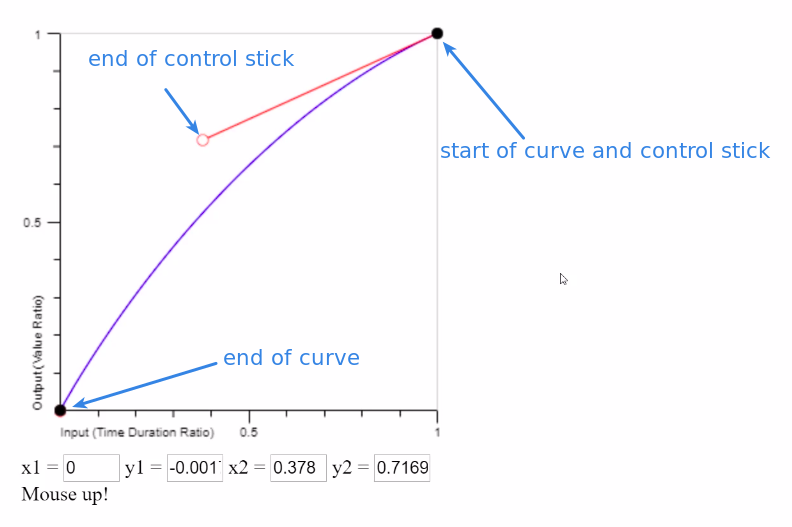 1
end of control stick
start of curve and control stick
0.5
Output (Value Ratio)
end of curve
Input (Time Duration Ratio) 0.5 1
x1 = 0 y1 = -0.001 x2 = 0.378 y2 = 0.7169
Mouse up!